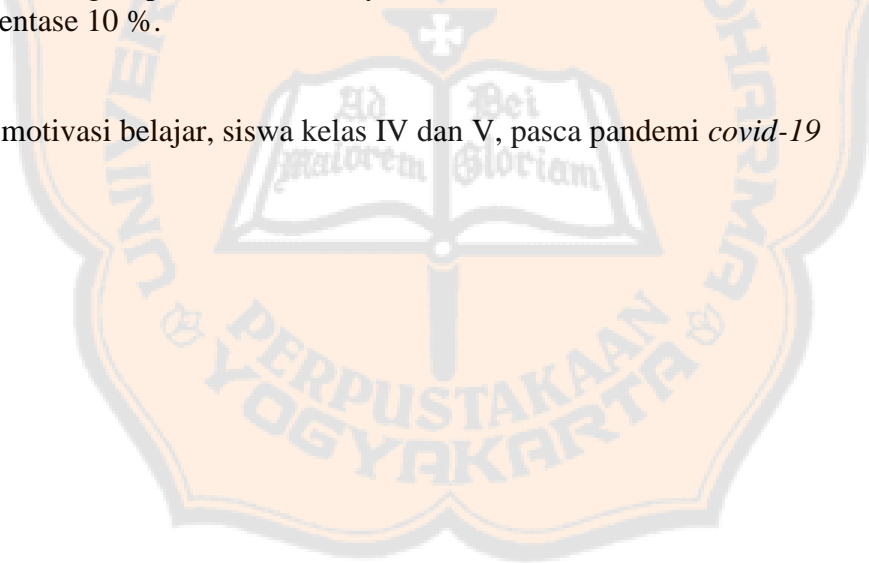 entase 10 %.
motivasi belajar, siswa kelas IV dan V, pasca pandemi covid-19
Ad Dei
Maiorem Gloriam
PERPUSTAKAAN
YOGYAKARTA